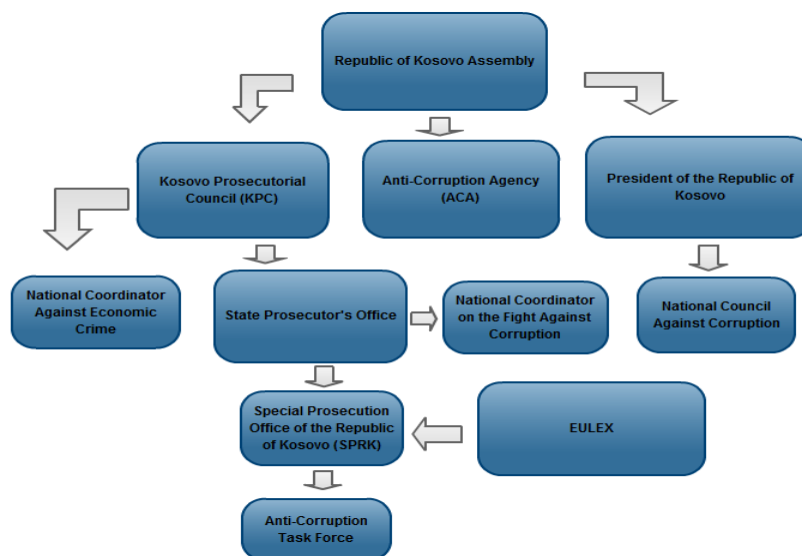 Republic of Kosovo
Assembly
Kosovo Prosecutorial
Council (KPC)
Anti-Corruption Agency
(ACA)
President of the Republic of
Kosovo
National Coordinator
Against Economic
Crime
State Prosecutor's Office
National Coordinator
on the Fight Against
Corruption
National Council
Against Corruption
Special Prosecution
Office of the Republic
of Kosovo (SPRK)
EULEX
Anti-Corruption
Task Force